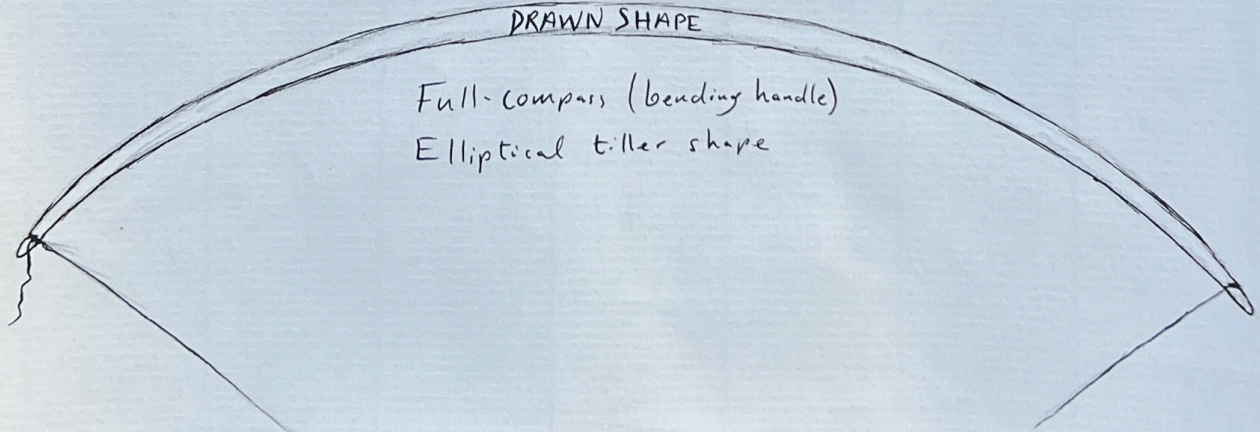 DRAWN SHAPE
Full-compass (bending handle)
Elliptical tiller shape